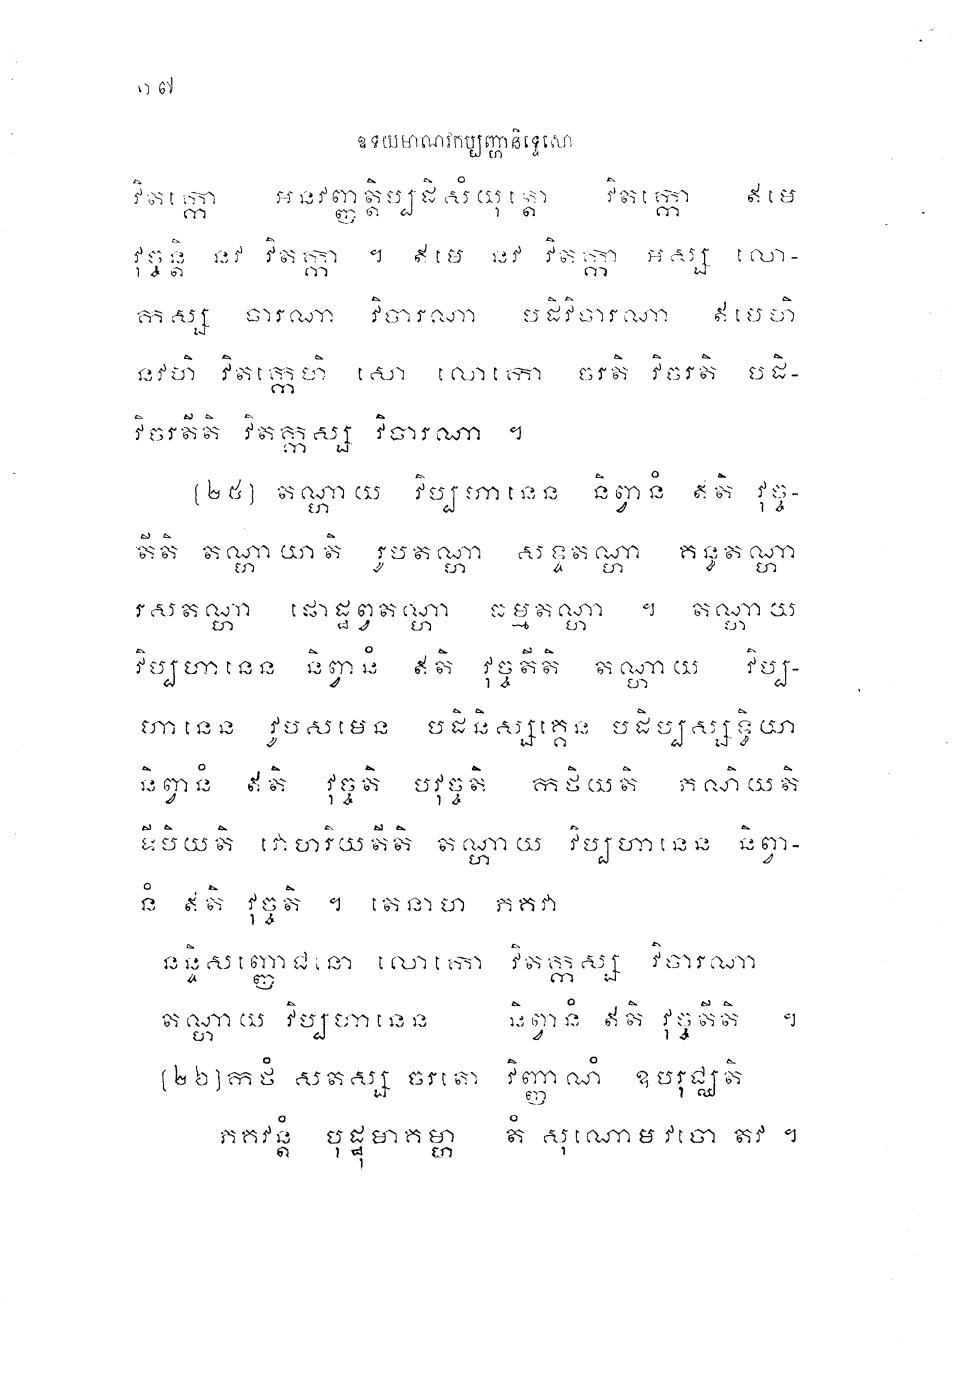 ១៧
ឧទយមាណវកប្បញ្ហានិទ្ទេសោ
វិតក្កោ អនវញ្ញត្តិប្បដិសំយុត្តោ វិតក្កោ ឥមេ
វុច្ចន្តិ នវ វិតក្កា ។ ឥមេ នវ វិតក្កា អស្ស លោ-
កស្ស ចារណា វិចារណា បដិវិចារណា ឥមេហិ
នវហិ វិតក្កេហិ សោ លោកោ ចរតិ វិចរតិ បដិ-
វិចរតីតិ វិតក្កស្ស វិចារណា ។
(២៥) តណ្ហាយ វិប្បហានេន និព្វានំ ឥតិ វុច្ច-
តីតិ តណ្ហាយាតិ រូបតណ្ហា សទ្ទតណ្ហា គន្ធតណ្ហា
រសតណ្ហា ផោដ្ឋព្វតណ្ហា ធម្មតណ្ហា ។ តណ្ហាយ
វិប្បហានេន និព្វានំ ឥតិ វុច្ចតីតិ តណ្ហាយ វិប្ប-
ហានេន វូបសមេន បដិនិស្សគ្គេន បដិប្បស្សទ្ធិយា
និព្វានំ ឥតិ វុច្ចតិ បវុច្ចតិ កថិយតិ ភណិយតិ
ទីបិយតិ វោហរិយតីតិ តណ្ហាយ វិប្បហានេន និព្វា-
នំ ឥតិ វុច្ចតិ ។ តេនាហ ភគវា
នន្ទិសញ្ញោជនោ លោកោ វិតក្កស្ស វិចារណា
តណ្ហាយ វិប្បហានេន និព្វានំ ឥតិ វុច្ចតីតិ ។
(២៦) កថំ សតស្ស ចរតោ វិញ្ញាណំ ឧបរុជ្ឈតិ
ភគវន្តំ បុដ្ឋុមាគម្ហា តំ សុណោម វចោ តវ ។